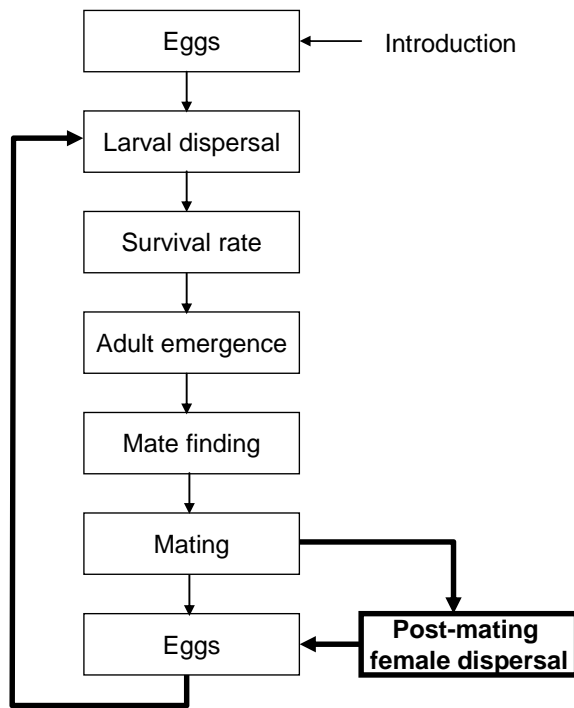 Eggs
Introduction
Larval dispersal
Survival rate
Adult emergence
Mate finding
Mating
Eggs
Post-mating
female dispersal